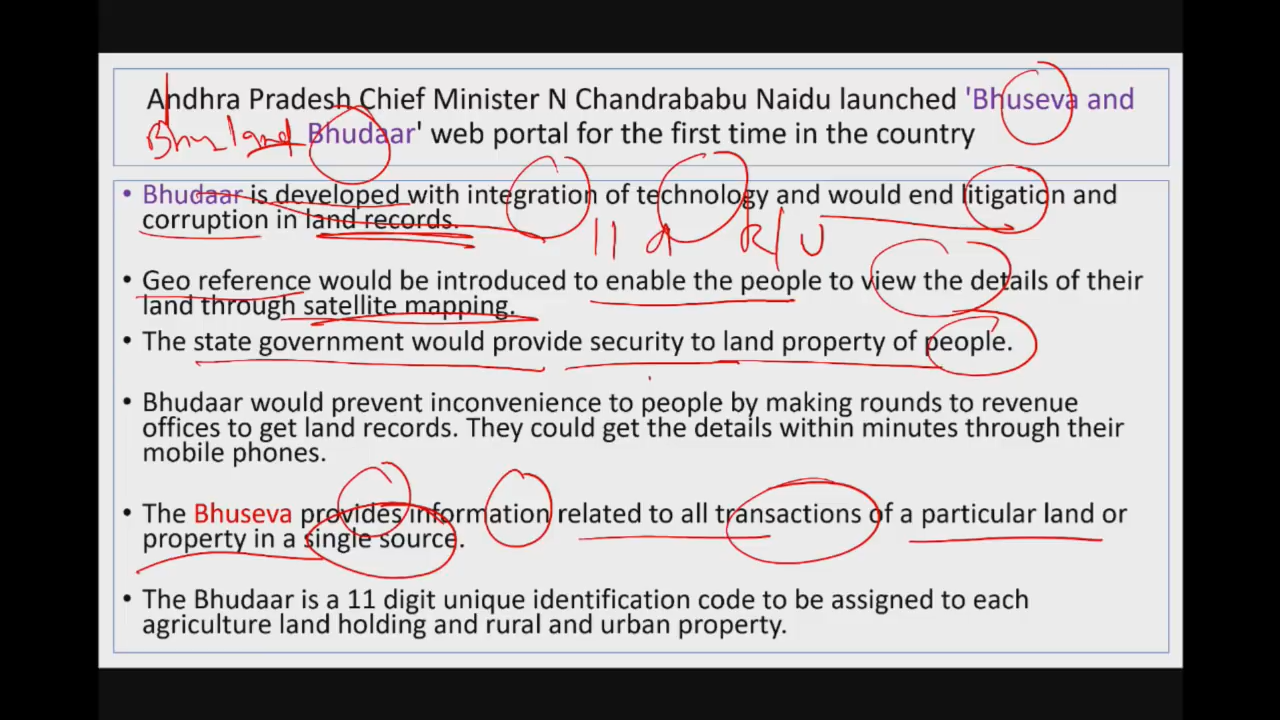 Andhra Pradesh Chief Minister N Chandrababu Naidu launched 'Bhuseva and
Bhu land Bhudaar' web portal for the first time in the country
• Bhudaar is developed with integration of technology and would end litigation and
corruption in land records.
11 d R/U
• Geo reference would be introduced to enable the people to view the details of their
land through satellite mapping.
• The state government would provide security to land property of people.
• Bhudaar would prevent inconvenience to people by making rounds to revenue
offices to get land records. They could get the details within minutes through their
mobile phones.
• The Bhuseva provides information related to all transactions of a particular land or
property in a single source.
• The Bhudaar is a 11 digit unique identification code to be assigned to each
agriculture land holding and rural and urban property.